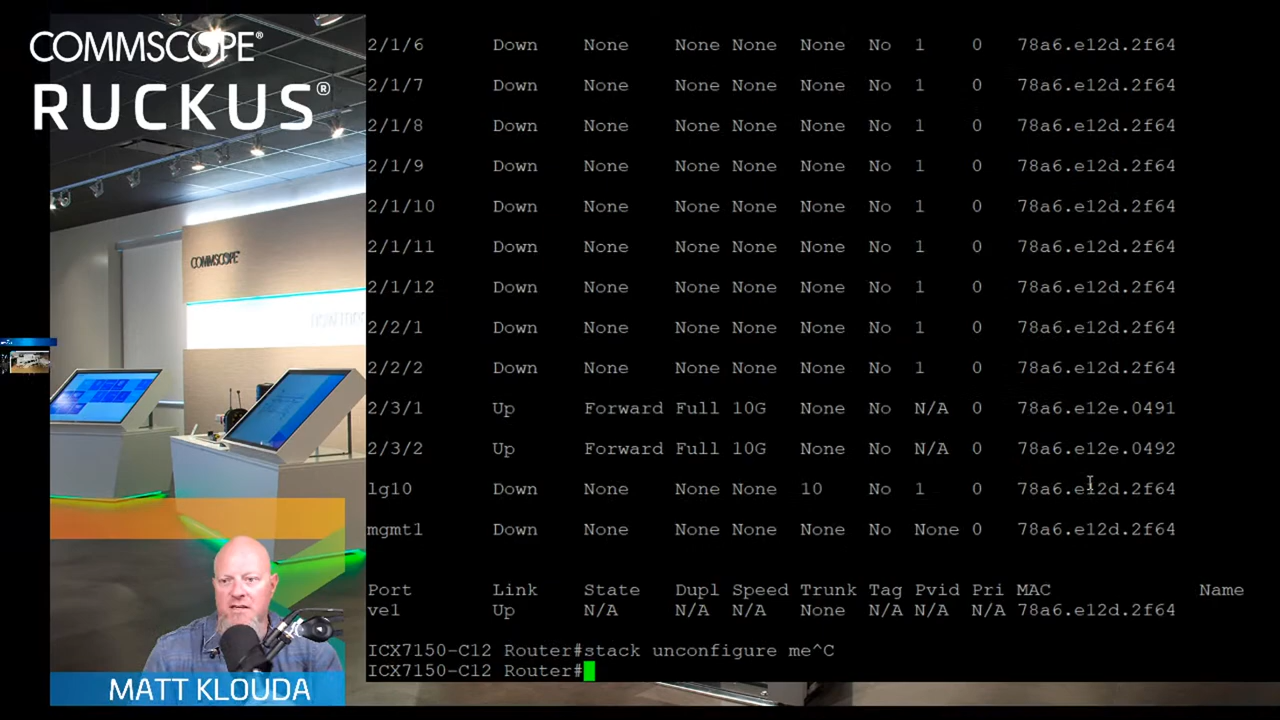 COMMSCOPE®
RUCKUS®
COMMSCOPE
MATT KLOUDA
2/1/6 Down None None None None No 1 0 78a6.e12d.2f64
2/1/7 Down None None None None No 1 0 78a6.e12d.2f64
2/1/8 Down None None None None No 1 0 78a6.e12d.2f64
2/1/9 Down None None None None No 1 0 78a6.e12d.2f64
2/1/10 Down None None None None No 1 0 78a6.e12d.2f64
2/1/11 Down None None None None No 1 0 78a6.e12d.2f64
2/1/12 Down None None None None No 1 0 78a6.e12d.2f64
2/2/1 Down None None None None No 1 0 78a6.e12d.2f64
2/2/2 Down None None None None No 1 0 78a6.e12d.2f64
2/3/1 Up Forward Full 10G None No N/A 0 78a6.e12e.0491
2/3/2 Up Forward Full 10G None No N/A 0 78a6.e12e.0492
lg10 Down None None None 10 No 1 0 78a6.e12d.2f64
mgmt1 Down None None None None No None 0 78a6.e12d.2f64
Port Link State Dupl Speed Trunk Tag Pvid Pri MAC Name
ve1 Up N/A N/A N/A None N/A N/A N/A 78a6.e12d.2f64
ICX7150-C12 Router#stack unconfigure me^C
ICX7150-C12 Router#